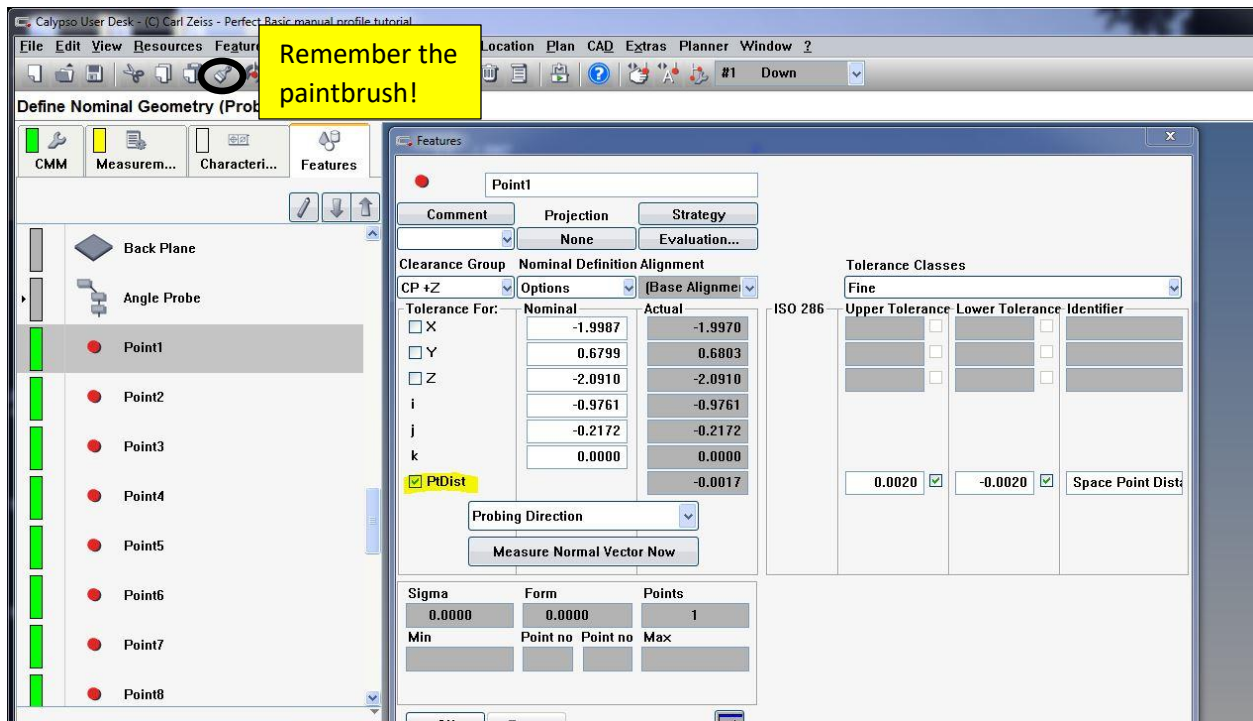 Calypso User Desk - (C) Carl Zeiss - Perfect Basic manual profile tutorial
File Edit View Resources Featur Location Plan CAD Extras Planner Window ?
Remember the
paintbrush!
#1 Down
Define Nominal Geometry (Prob
CMM Measurem... Characteri... Features
Back Plane
Angle Probe
Point1
Point2
Point3
Point4
Point5
Point6
Point7
Point8
Features
x
Point1
Comment Projection Strategy
None Evaluation...
Clearance Group Nominal Definition Alignment Tolerance Classes
CP +Z Options (Base Alignme Fine
Tolerance For: Nominal Actual ISO 286 Upper Tolerance Lower Tolerance Identifier
X -1.9987 -1.9970
Y 0.6799 0.6803
Z -2.0910 -2.0910
i -0.9761 -0.9761
j -0.2172 -0.2172
k 0.0000 0.0000
PtDist -0.0017 0.0020 -0.0020 Space Point Dista
Probing Direction
Measure Normal Vector Now
Sigma Form Points
0.0000 0.0000 1
Min Point no Point no Max